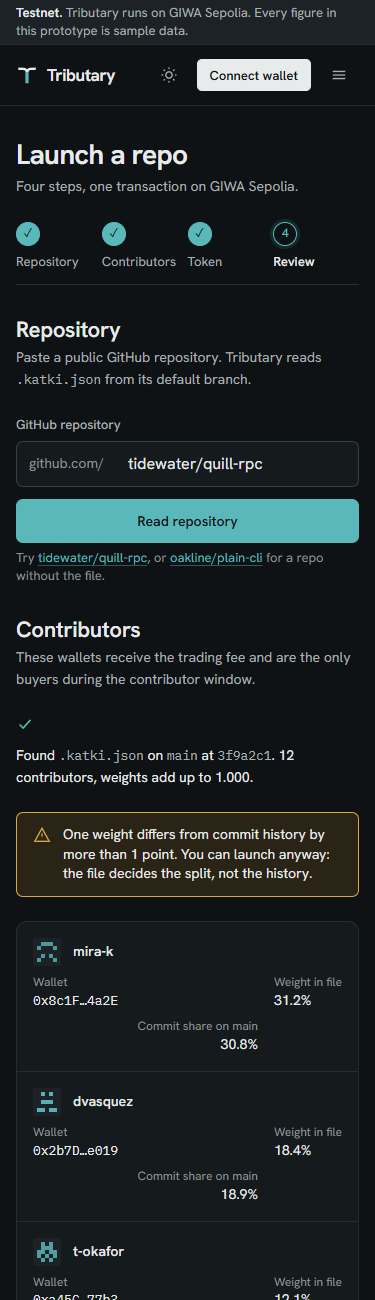 Testnet. Tributary runs on GIWA Sepolia. Every figure in
this prototype is sample data.
Tributary
Connect wallet
Launch a repo
Four steps, one transaction on GIWA Sepolia.
✓ ✓ ✓ 4
Repository Contributors Token Review
Repository
Paste a public GitHub repository. Tributary reads
.katki.json from its default branch.
GitHub repository
github.com/ tidewater/quill-rpc
Read repository
Try tidewater/quill-rpc, or oakline/plain-cli for a repo
without the file.
Contributors
These wallets receive the trading fee and are the only
buyers during the contributor window.
✓
Found .katki.json on main at 3f9a2c1. 12
contributors, weights add up to 1.000.
One weight differs from commit history by
more than 1 point. You can launch anyway:
the file decides the split, not the history.
mira-k
Wallet Weight in file
0x8c1F…4a2E 31.2%
Commit share on main
30.8%
dvasquez
Wallet Weight in file
0x2b7D…e019 18.4%
Commit share on main
18.9%
t-okafor
Wallet Weight in file
12.1%